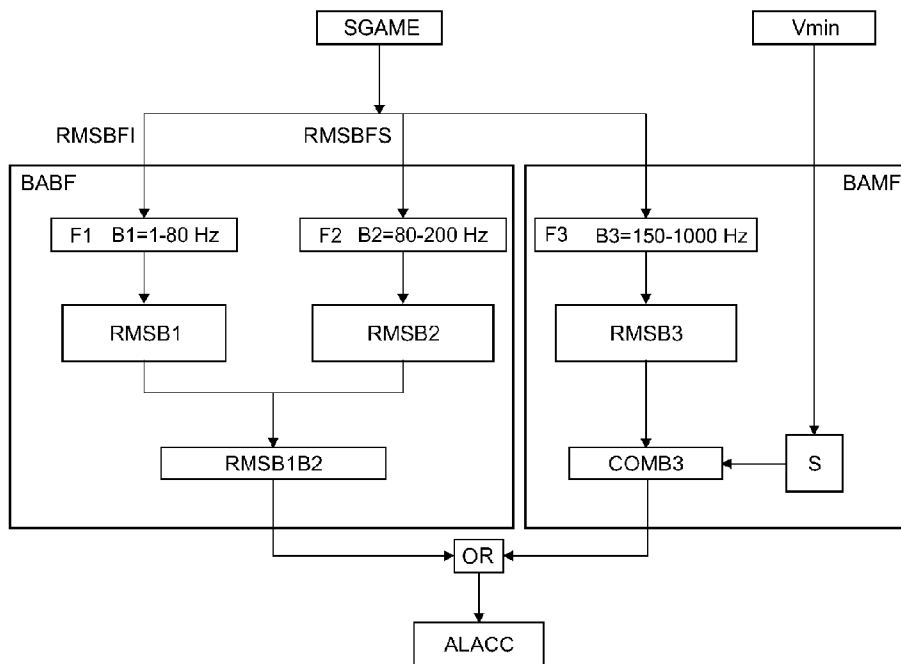 SGAME
Vmin
RMSBFI
RMSBFS
BABF
BAMF
F1 B1=1-80 Hz
F2 B2=80-200 Hz
F3 B3=150-1000 Hz
RMSB1
RMSB2
RMSB3
RMSB1B2
COMB3
S
OR
ALACC